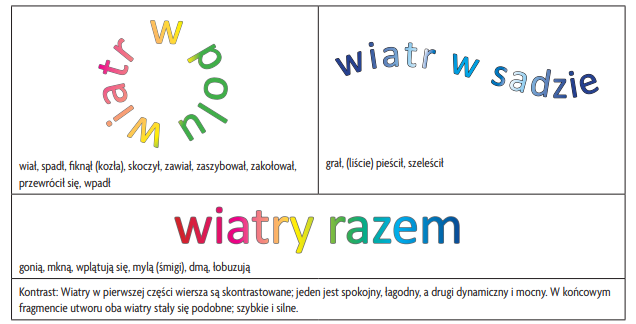 wiatr w polu
wiał, spadł, fiknął (kozła), skoczył, zawiał, zaszybował, zakołował,
przewrócił się, wpadł
wiatr w sadzie
grał, (liście) pieścił, szeleścił
wiatry razem
gonią, mkną, wplątują się, mylą (śmigi), dmą, łobuzują
Kontrast: Wiatry w pierwszej części wiersza są skontrastowane; jeden jest spokojny, łagodny, a drugi dynamiczny i mocny. W końcowym
fragmencie utworu oba wiatry stały się podobne; szybkie i silne.